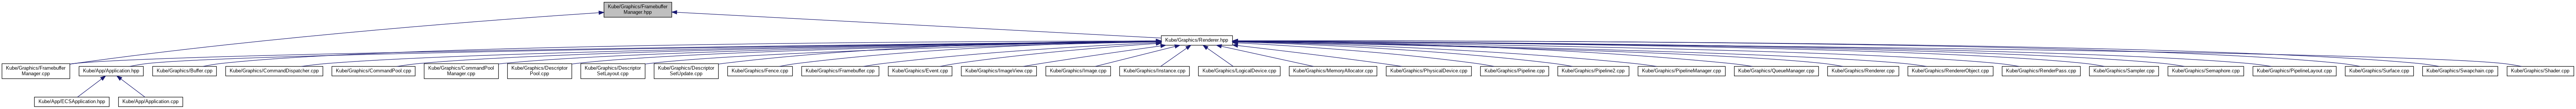 Kube/Graphics/Framebuffer
Manager.hpp
Kube/Graphics/Renderer.hpp
Kube/Graphics/Framebuffer
Manager.cpp
Kube/App/Application.hpp
Kube/Graphics/Buffer.cpp
Kube/Graphics/CommandDispatcher.cpp
Kube/Graphics/CommandPool.cpp
Kube/Graphics/CommandPool
Manager.cpp
Kube/Graphics/Descriptor
Pool.cpp
Kube/Graphics/Descriptor
SetLayout.cpp
Kube/Graphics/Descriptor
SetUpdate.cpp
Kube/Graphics/Fence.cpp
Kube/Graphics/Framebuffer.cpp
Kube/Graphics/Event.cpp
Kube/Graphics/ImageView.cpp
Kube/Graphics/Image.cpp
Kube/Graphics/Instance.cpp
Kube/Graphics/LogicalDevice.cpp
Kube/Graphics/MemoryAllocator.cpp
Kube/Graphics/PhysicalDevice.cpp
Kube/Graphics/Pipeline.cpp
Kube/Graphics/Pipeline2.cpp
Kube/Graphics/PipelineManager.cpp
Kube/Graphics/QueueManager.cpp
Kube/Graphics/Renderer.cpp
Kube/Graphics/RendererObject.cpp
Kube/Graphics/RenderPass.cpp
Kube/Graphics/Sampler.cpp
Kube/Graphics/Semaphore.cpp
Kube/Graphics/PipelineLayout.cpp
Kube/Graphics/Surface.cpp
Kube/Graphics/Swapchain.cpp
Kube/Graphics/Shader.cpp
Kube/App/ECSApplication.hpp
Kube/App/Application.cpp